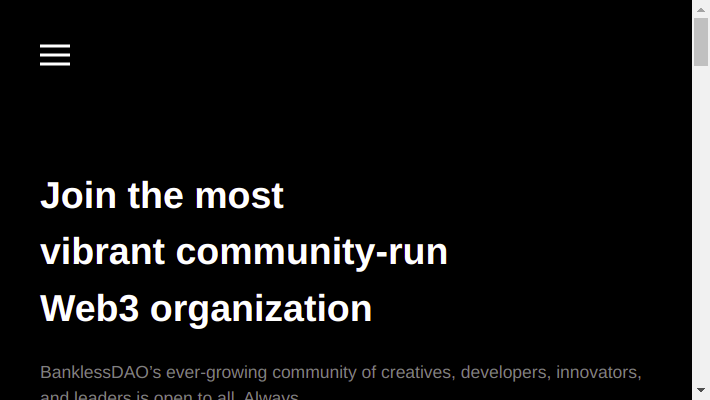 Join the most
vibrant community-run
Web3 organization
BanklessDAO’s ever-growing community of creatives, developers, innovators,
and leaders is open to all. Always.